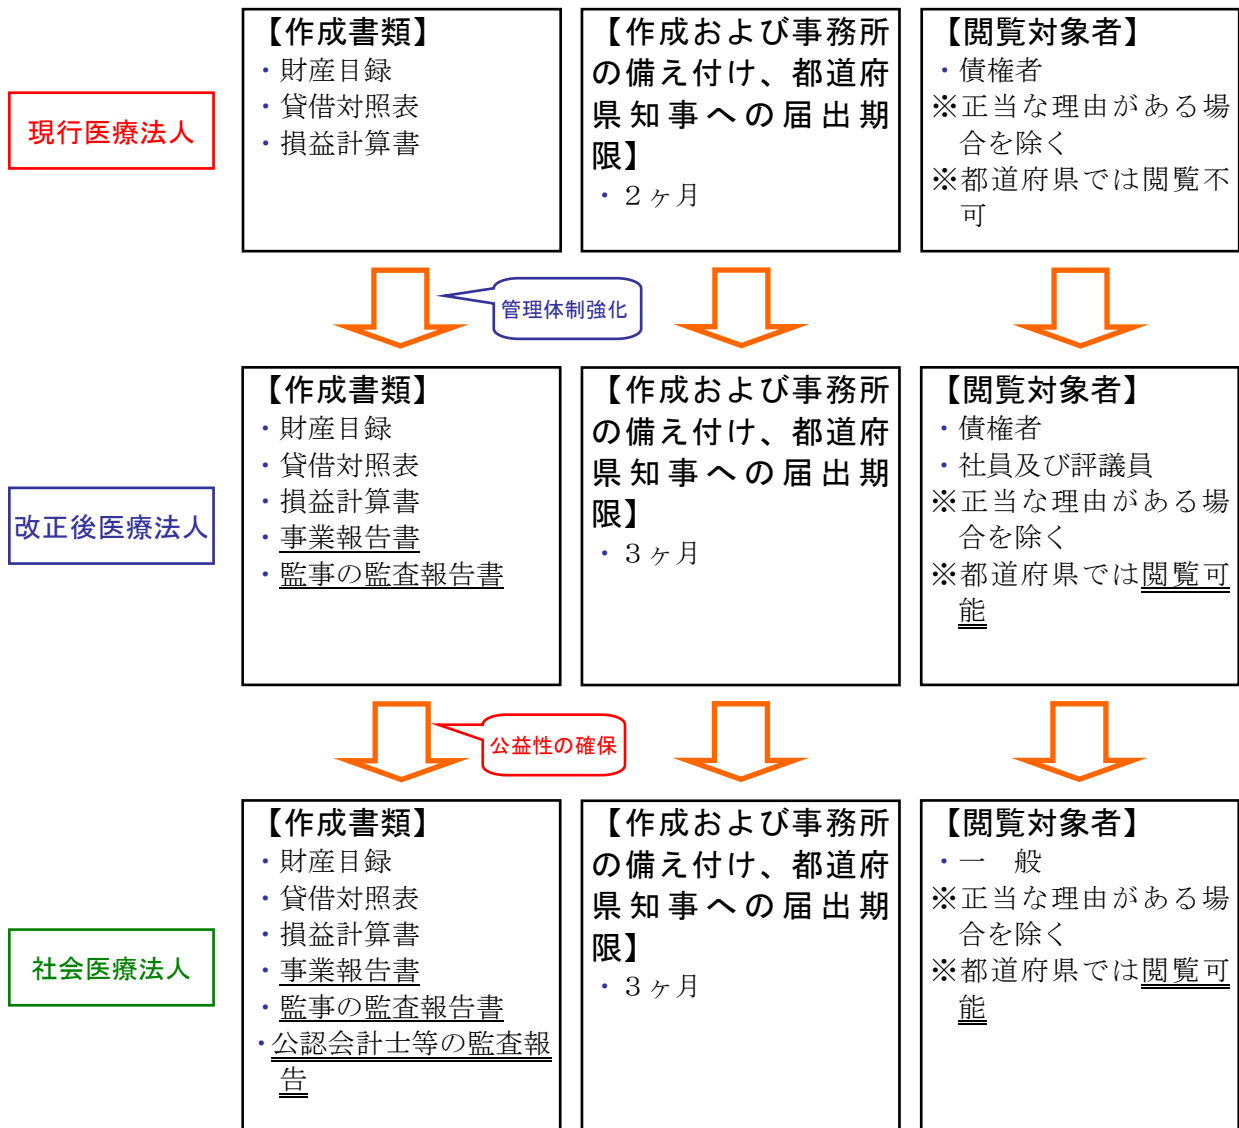 現行医療法人
【作成書類】
・財産目録
・貸借対照表
・損益計算書
【作成および事務所
の備え付け、都道府
県知事への届出期
限】
・２ヶ月
【閲覧対象者】
・債権者
※正当な理由がある場
合を除く
※都道府県では閲覧不
可
管理体制強化
改正後医療法人
【作成書類】
・財産目録
・貸借対照表
・損益計算書
・事業報告書
・監事の監査報告書
【作成および事務所
の備え付け、都道府
県知事への届出期
限】
・３ヶ月
【閲覧対象者】
・債権者
・社員及び評議員
※正当な理由がある場
合を除く
※都道府県では閲覧可
能
公益性の確保
社会医療法人
【作成書類】
・財産目録
・貸借対照表
・損益計算書
・事業報告書
・監事の監査報告書
・公認会計士等の監査報
告
【作成および事務所
の備え付け、都道府
県知事への届出期
限】
・３ヶ月
【閲覧対象者】
・一　般
※正当な理由がある場
合を除く
※都道府県では閲覧可
能